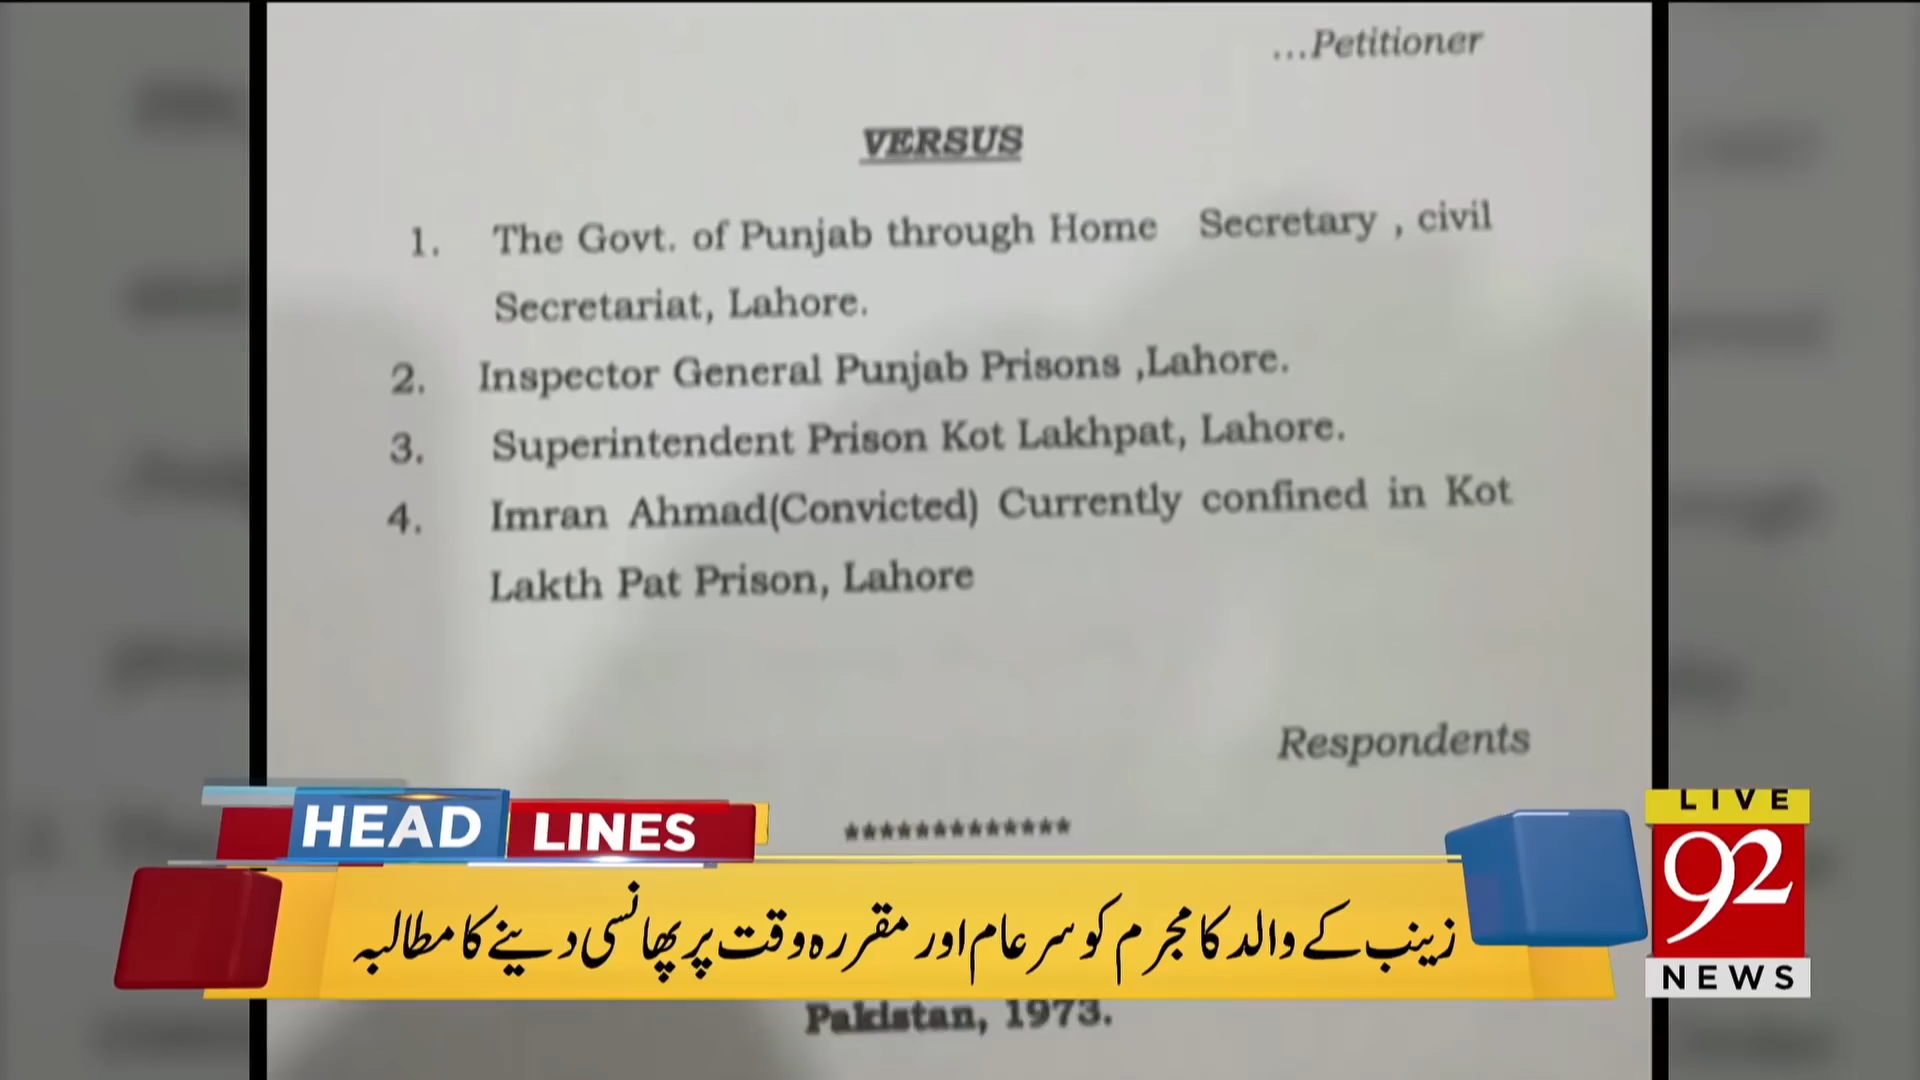 ...Petitioner
VERSUS
1. The Govt. of Punjab through Home Secretary , civil
Secretariat, Lahore.
2. Inspector General Punjab Prisons ,Lahore.
3. Superintendent Prison Kot Lakhpat, Lahore.
4. Imran Ahmad(Convicted) Currently confined in Kot
Lakth Pat Prison, Lahore
Respondents
*************
HEAD LINES
زینب کے والد کا مجرم کو سرعام اور مقررہ وقت پر پھانسی دینے کا مطالبہ
LIVE
92
NEWS
Pakistan, 1973.